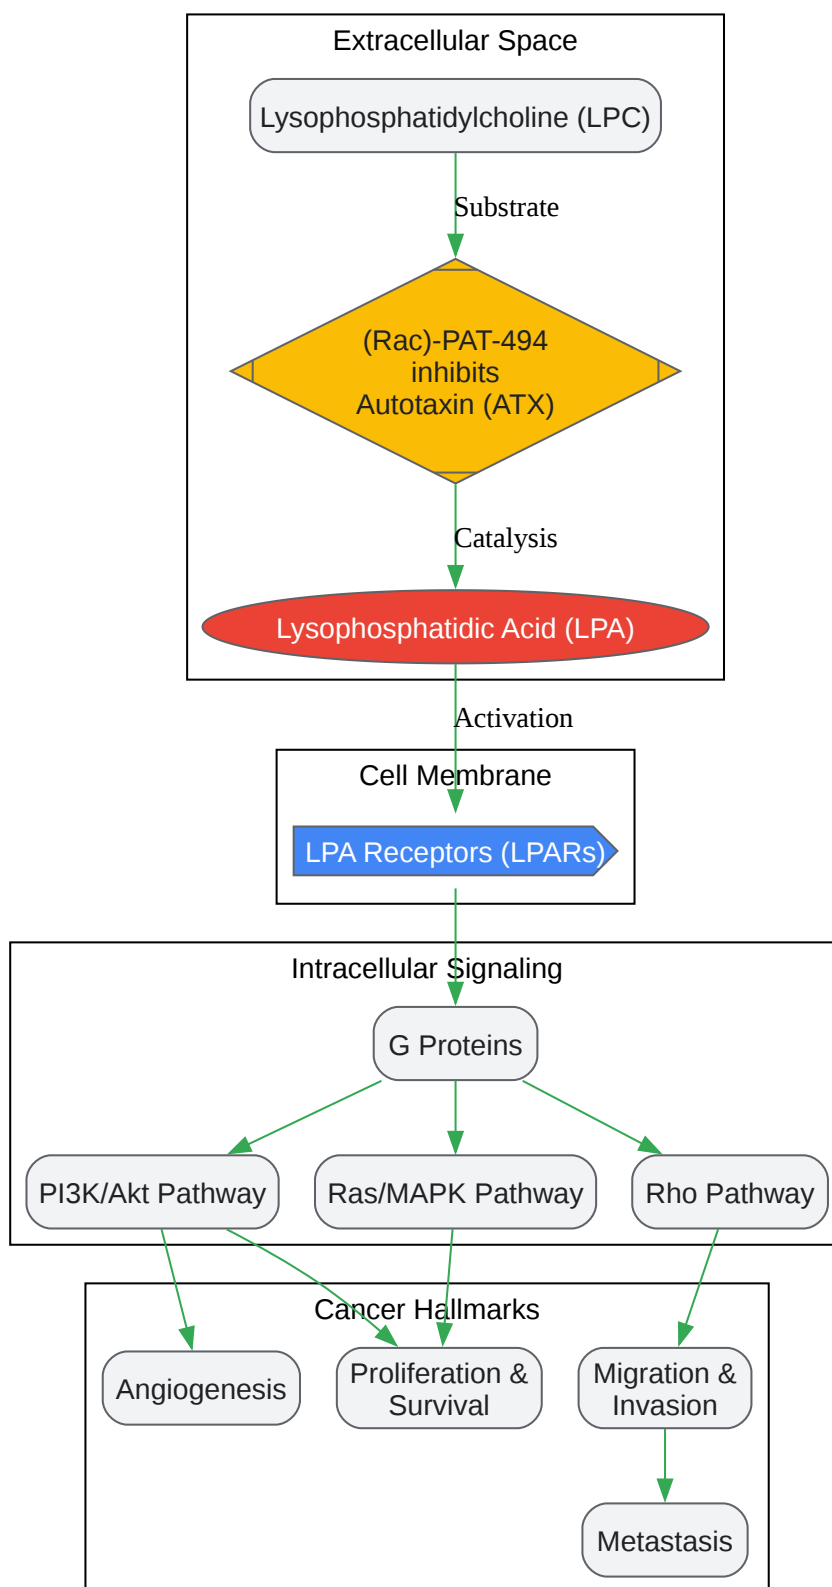 Extracellular Space
Lysophosphatidylcholine (LPC)
Substrate
(Rac)-PAT-494
inhibits
Autotaxin (ATX)
Catalysis
Lysophosphatidic Acid (LPA)
Activation
Cell Membrane
LPA Receptors (LPARs)
Intracellular Signaling
G Proteins
PI3K/Akt Pathway
Ras/MAPK Pathway
Rho Pathway
Cancer Hallmarks
Angiogenesis
Proliferation &
Survival
Migration &
Invasion
Metastasis